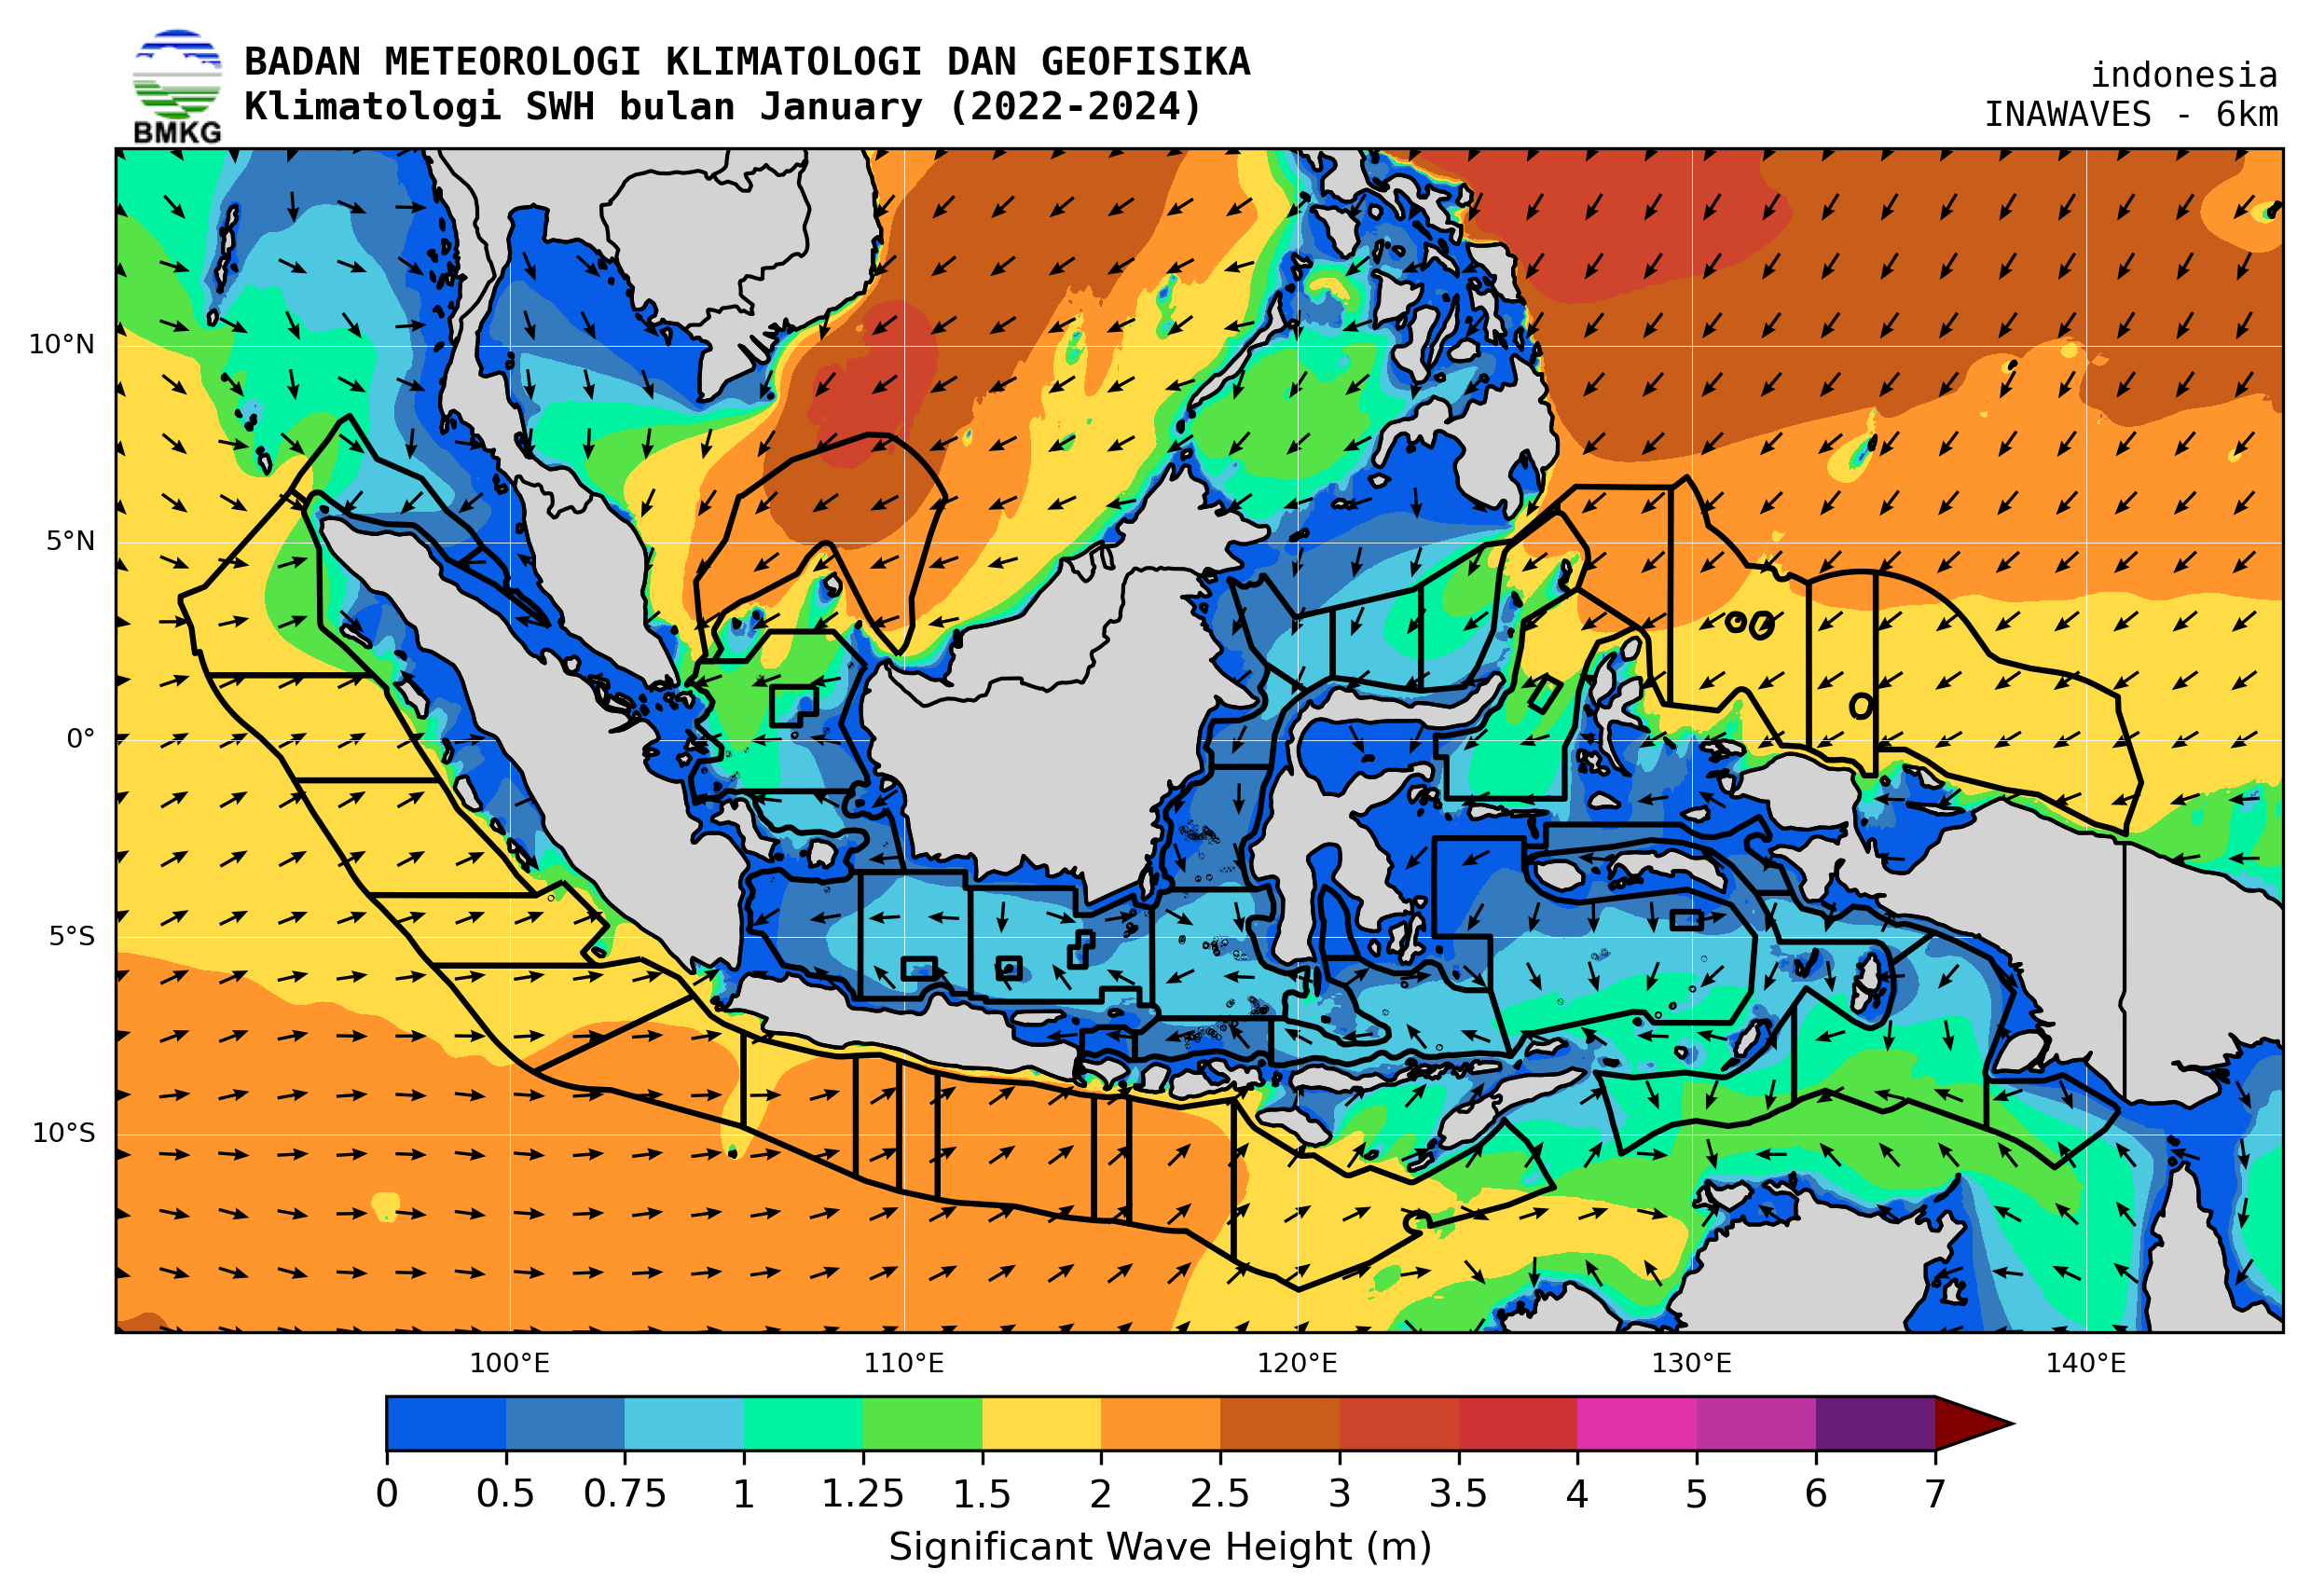 BADAN METEOROLOGI KLIMATOLOGI DAN GEOFISIKA
Klimatologi SWH bulan January (2022-2024)
BMKG
indonesia
INAWAVES - 6km
10°N
5°N
0°
5°S
10°S
100°E 110°E 120°E 130°E 140°E
0 0.5 0.75 1 1.25 1.5 2 2.5 3 3.5 4 5 6 7
Significant Wave Height (m)